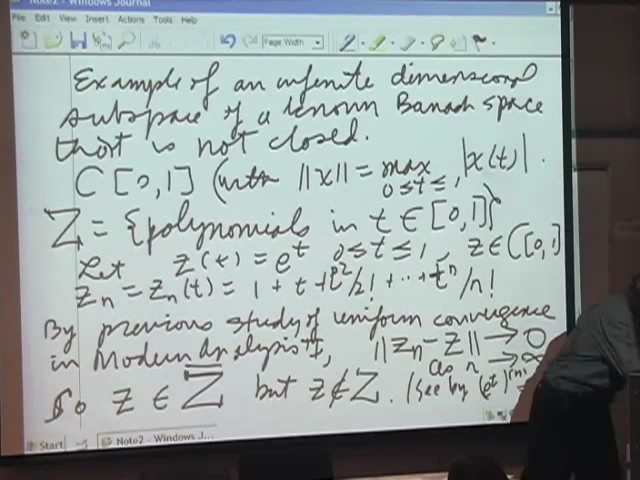 Note2 - Windows Journal
File Edit View Insert Actions Tools Help
Page Width
Example of an infinite dimensional
subspace of a known Banach space
that is not closed.
C[0,1] (with ||x|| = max |x(t)|.
0≤t≤1
Z = {polynomials in t ∈ [0,1]}
Let z(t) = e^t 0≤t≤1, z ∈ C[0,1]
z_n = z_n(t) = 1 + t + t^2/2! + ... + t^n/n!
By previous study of uniform convergence
in Modern Analysis I, ||z_n - z|| → 0
as n → ∞
So z ∈ Z̅ but z ∉ Z. (see by (e^t)^(m) =
Start Note2 - Windows J...